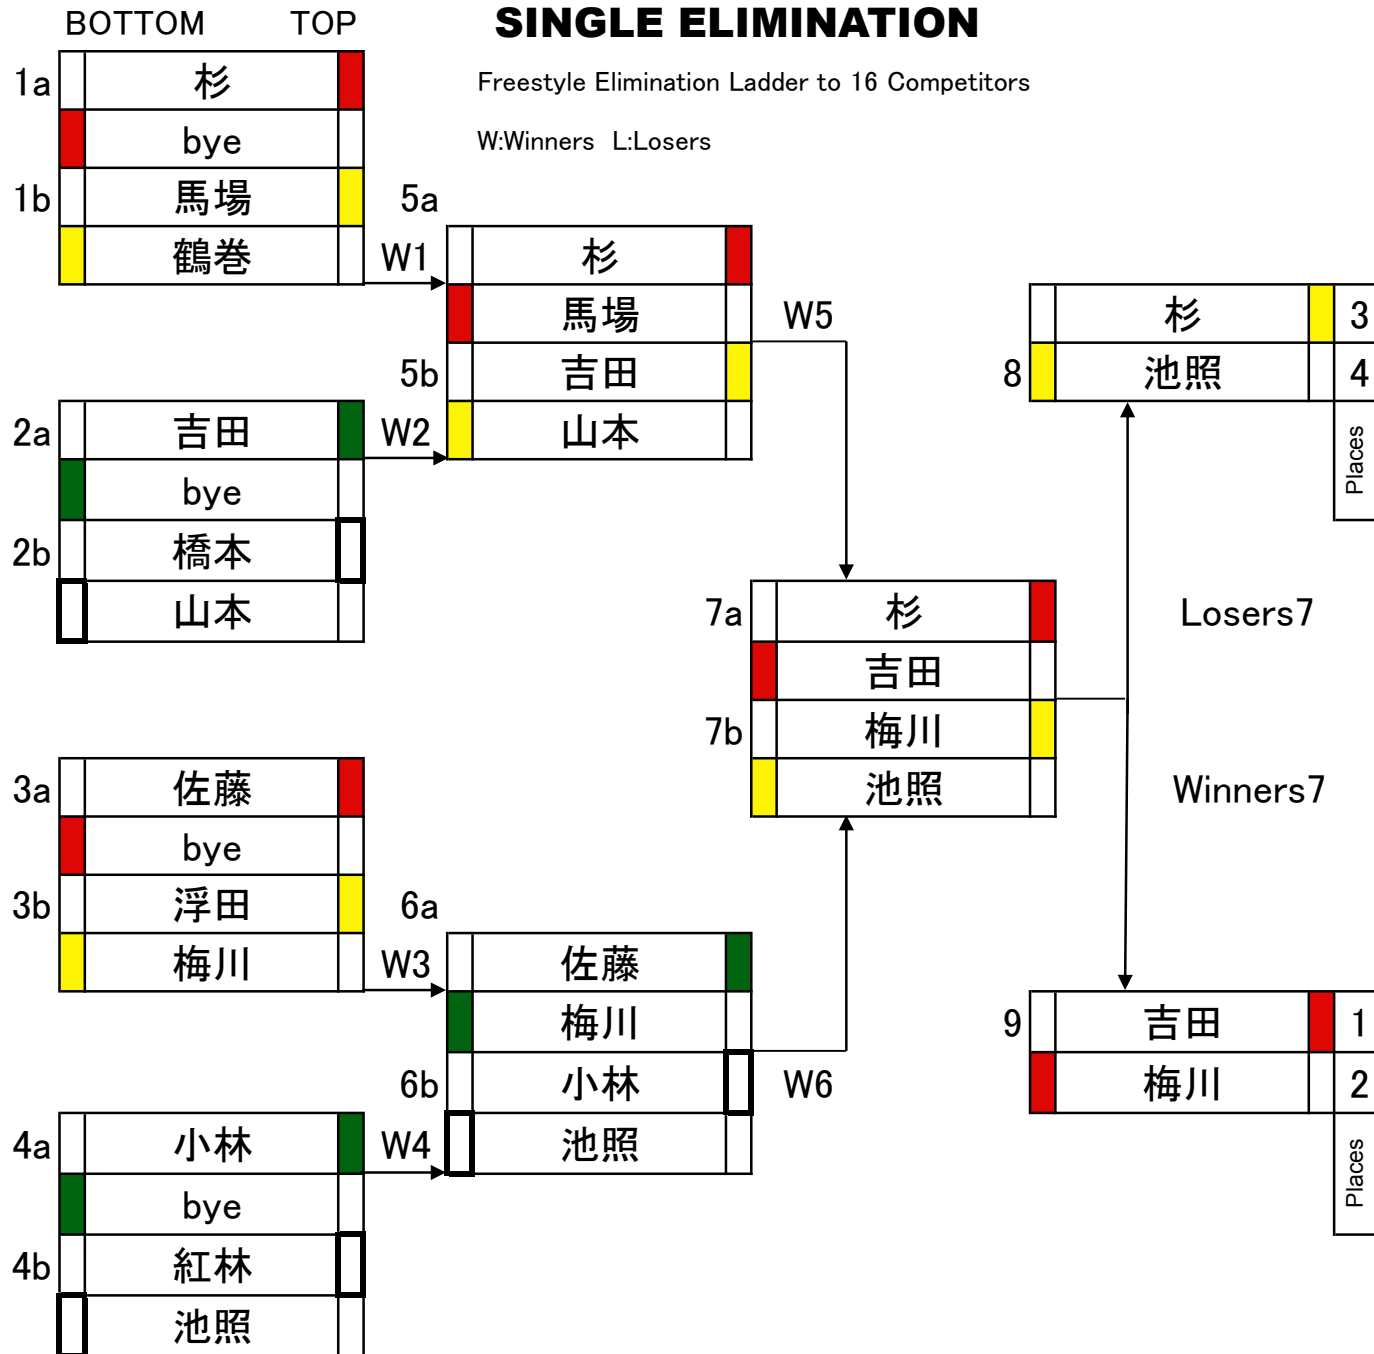 BOTTOM TOP
SINGLE ELIMINATION
Freestyle Elimination Ladder to 16 Competitors
W:Winners L:Losers
1a 杉
bye
1b 馬場
鶴巻
W1
2a 吉田
bye
2b 橋本
山本
W2
3a 佐藤
bye
3b 浮田
梅川
W3
4a 小林
bye
4b 紅林
池照
W4
5a
杉
馬場
5b 吉田
山本
W5
6a
佐藤
梅川
6b 小林
池照
W6
7a 杉
吉田
7b 梅川
池照
Losers7
Winners7
杉 3
8 池照 4
Places
9 吉田 1
梅川 2
Places